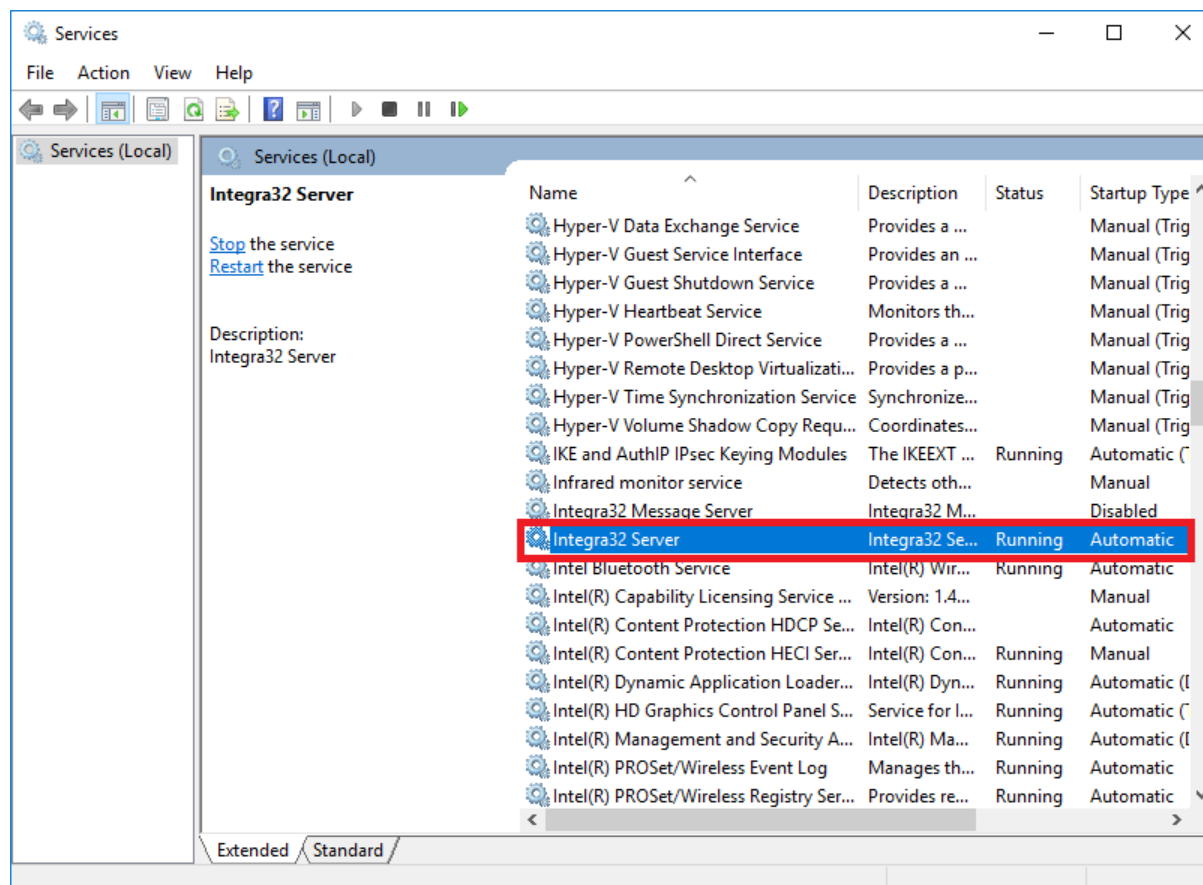 Services
File Action View Help
Services (Local)
Services (Local)
Integra32 Server
Stop the service
Restart the service
Description:
Integra32 Server
Name Description Status Startup Type
Hyper-V Data Exchange Service Provides a ... Manual (Trig
Hyper-V Guest Service Interface Provides an ... Manual (Trig
Hyper-V Guest Shutdown Service Provides a ... Manual (Trig
Hyper-V Heartbeat Service Monitors th... Manual (Trig
Hyper-V PowerShell Direct Service Provides a ... Manual (Trig
Hyper-V Remote Desktop Virtualizati... Provides a p... Manual (Trig
Hyper-V Time Synchronization Service Synchronize... Manual (Trig
Hyper-V Volume Shadow Copy Requ... Coordinates... Manual (Trig
IKE and AuthIP IPsec Keying Modules The IKEEXT ... Running Automatic (T
Infrared monitor service Detects oth... Manual
Integra32 Message Server Integra32 M... Disabled
Integra32 Server Integra32 Se... Running Automatic
Intel Bluetooth Service Intel(R) Wir... Running Automatic
Intel(R) Capability Licensing Service ... Version: 1.4... Manual
Intel(R) Content Protection HDCP Se... Intel(R) Con... Automatic
Intel(R) Content Protection HECI Ser... Intel(R) Con... Running Manual
Intel(R) Dynamic Application Loader... Intel(R) Dyn... Running Automatic (D
Intel(R) HD Graphics Control Panel S... Service for I... Running Automatic (T
Intel(R) Management and Security A... Intel(R) Ma... Running Automatic (D
Intel(R) PROSet/Wireless Event Log Manages th... Running Automatic
Intel(R) PROSet/Wireless Registry Ser... Provides re... Running Automatic
Extended Standard